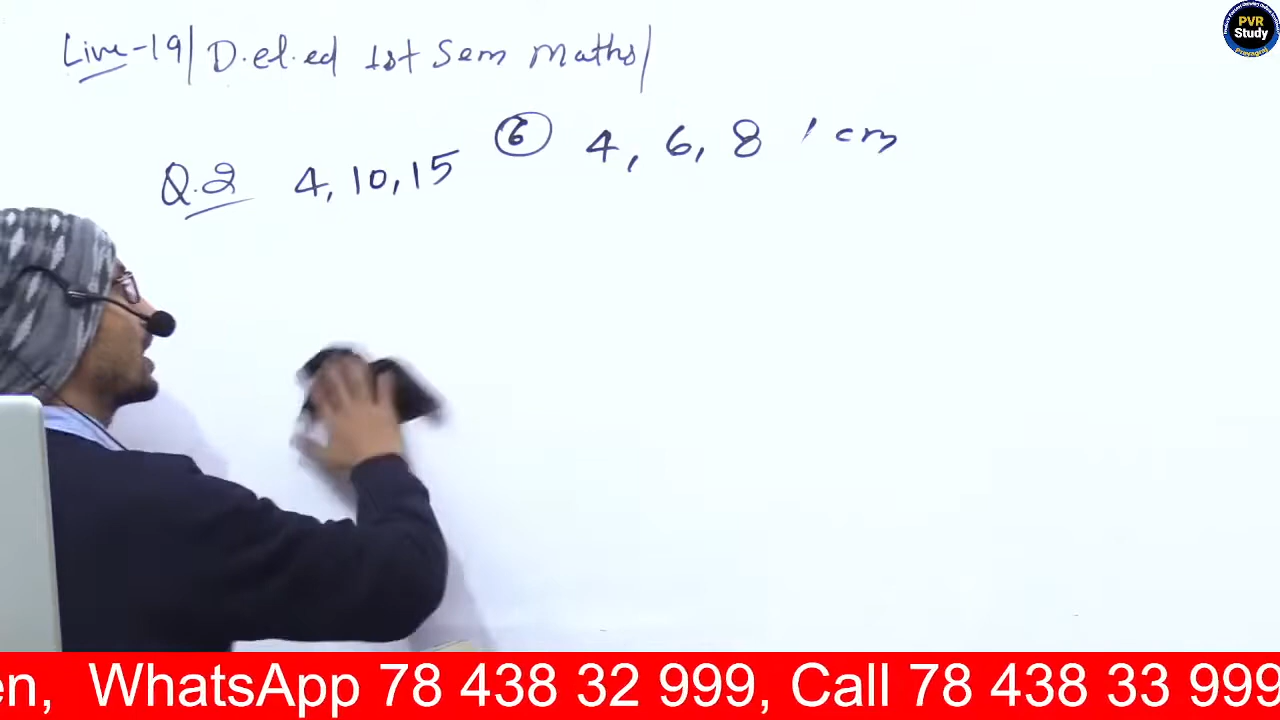 Live-19/ D.el.ed 1st Sem Maths/
6 4, 6, 8 , cm
Q.2 4, 10, 15
PVR
Study
Prayagraj
en, WhatsApp 78 438 32 999, Call 78 438 33 999